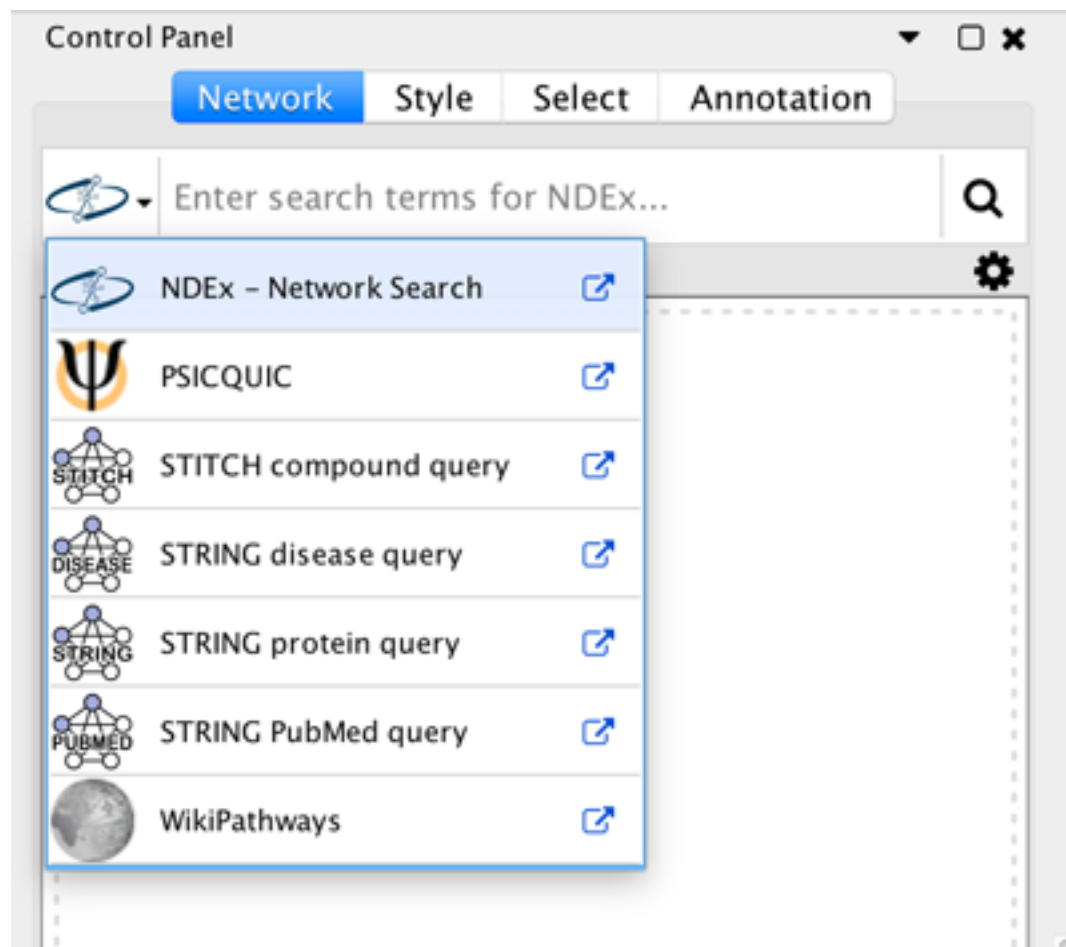 Control Panel
Network Style Select Annotation
Enter search terms for NDEx...
NDEx – Network Search
PSICQUIC
STITCH
STITCH compound query
DISEASE
STRING disease query
STRING
STRING protein query
PUBMED
STRING PubMed query
WikiPathways